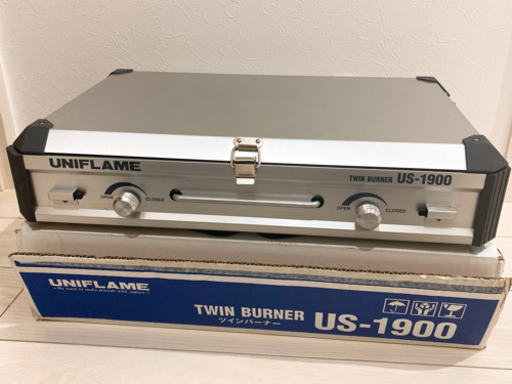 UNIFLAME
TWIN BURNER US-1900
OPEN CLOSED
OPEN CLOSED
UNIFLAME
TWIN BURNER
ツインバーナー
US-1900